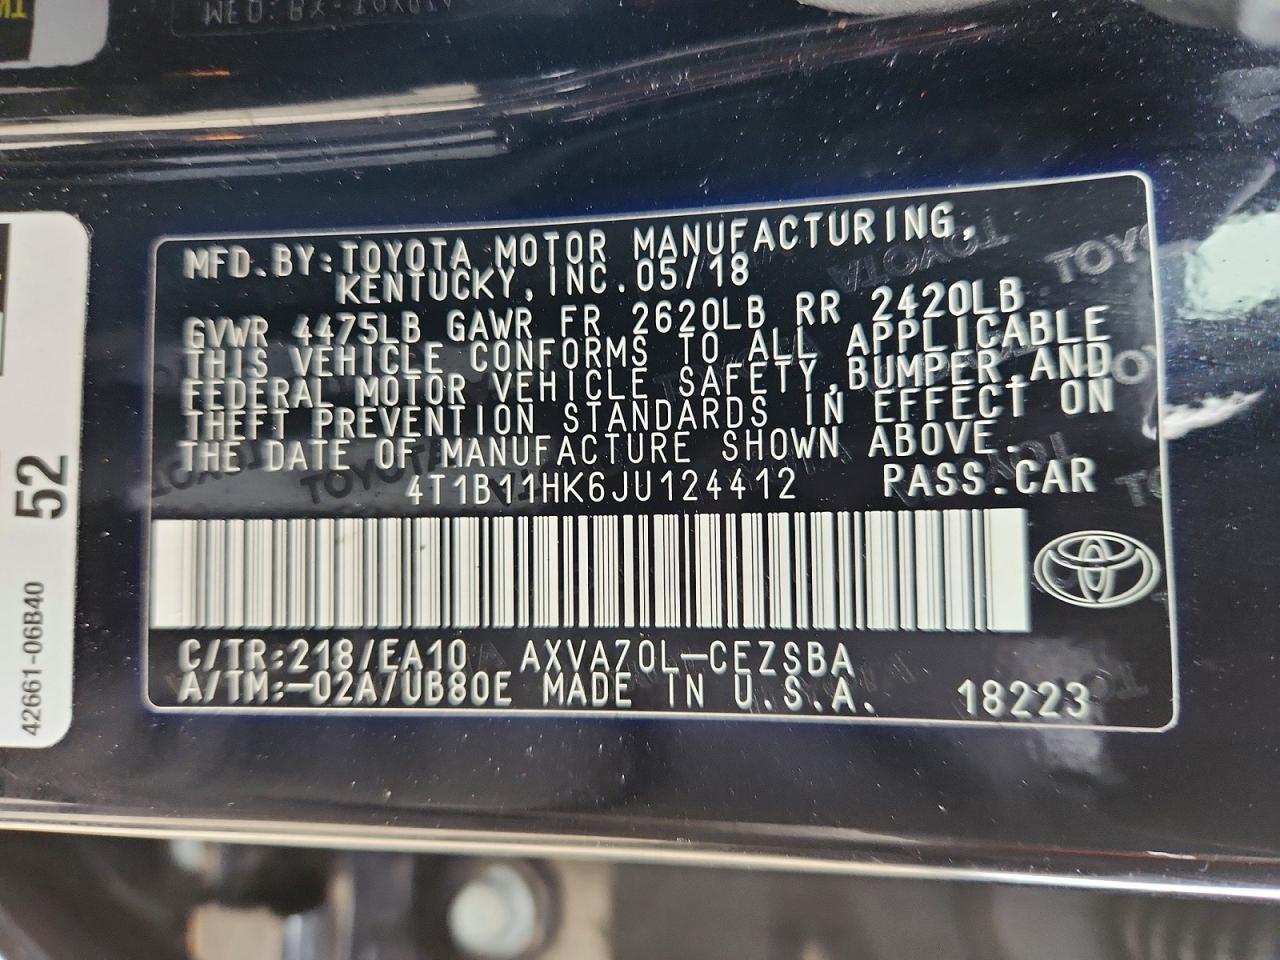 MFD.BY:TOYOTA MOTOR MANUFACTURING,
KENTUCKY,INC.05/18
GVWR 4475LB GAWR FR 2620LB RR 2420LB
THIS VEHICLE CONFORMS TO ALL APPLICABLE
FEDERAL MOTOR VEHICLE SAFETY,BUMPER,AND
THEFT PREVENTION STANDARDS IN EFFECT ON
THE DATE OF MANUFACTURE SHOWN ABOVE.
4T1B11HK6JU124412 PASS.CAR
C/TR:218/EA10 AXVA70L-CEZSBA
A/TM:-02A/UB80E MADE IN U.S.A. 18223
52
42661-06B40